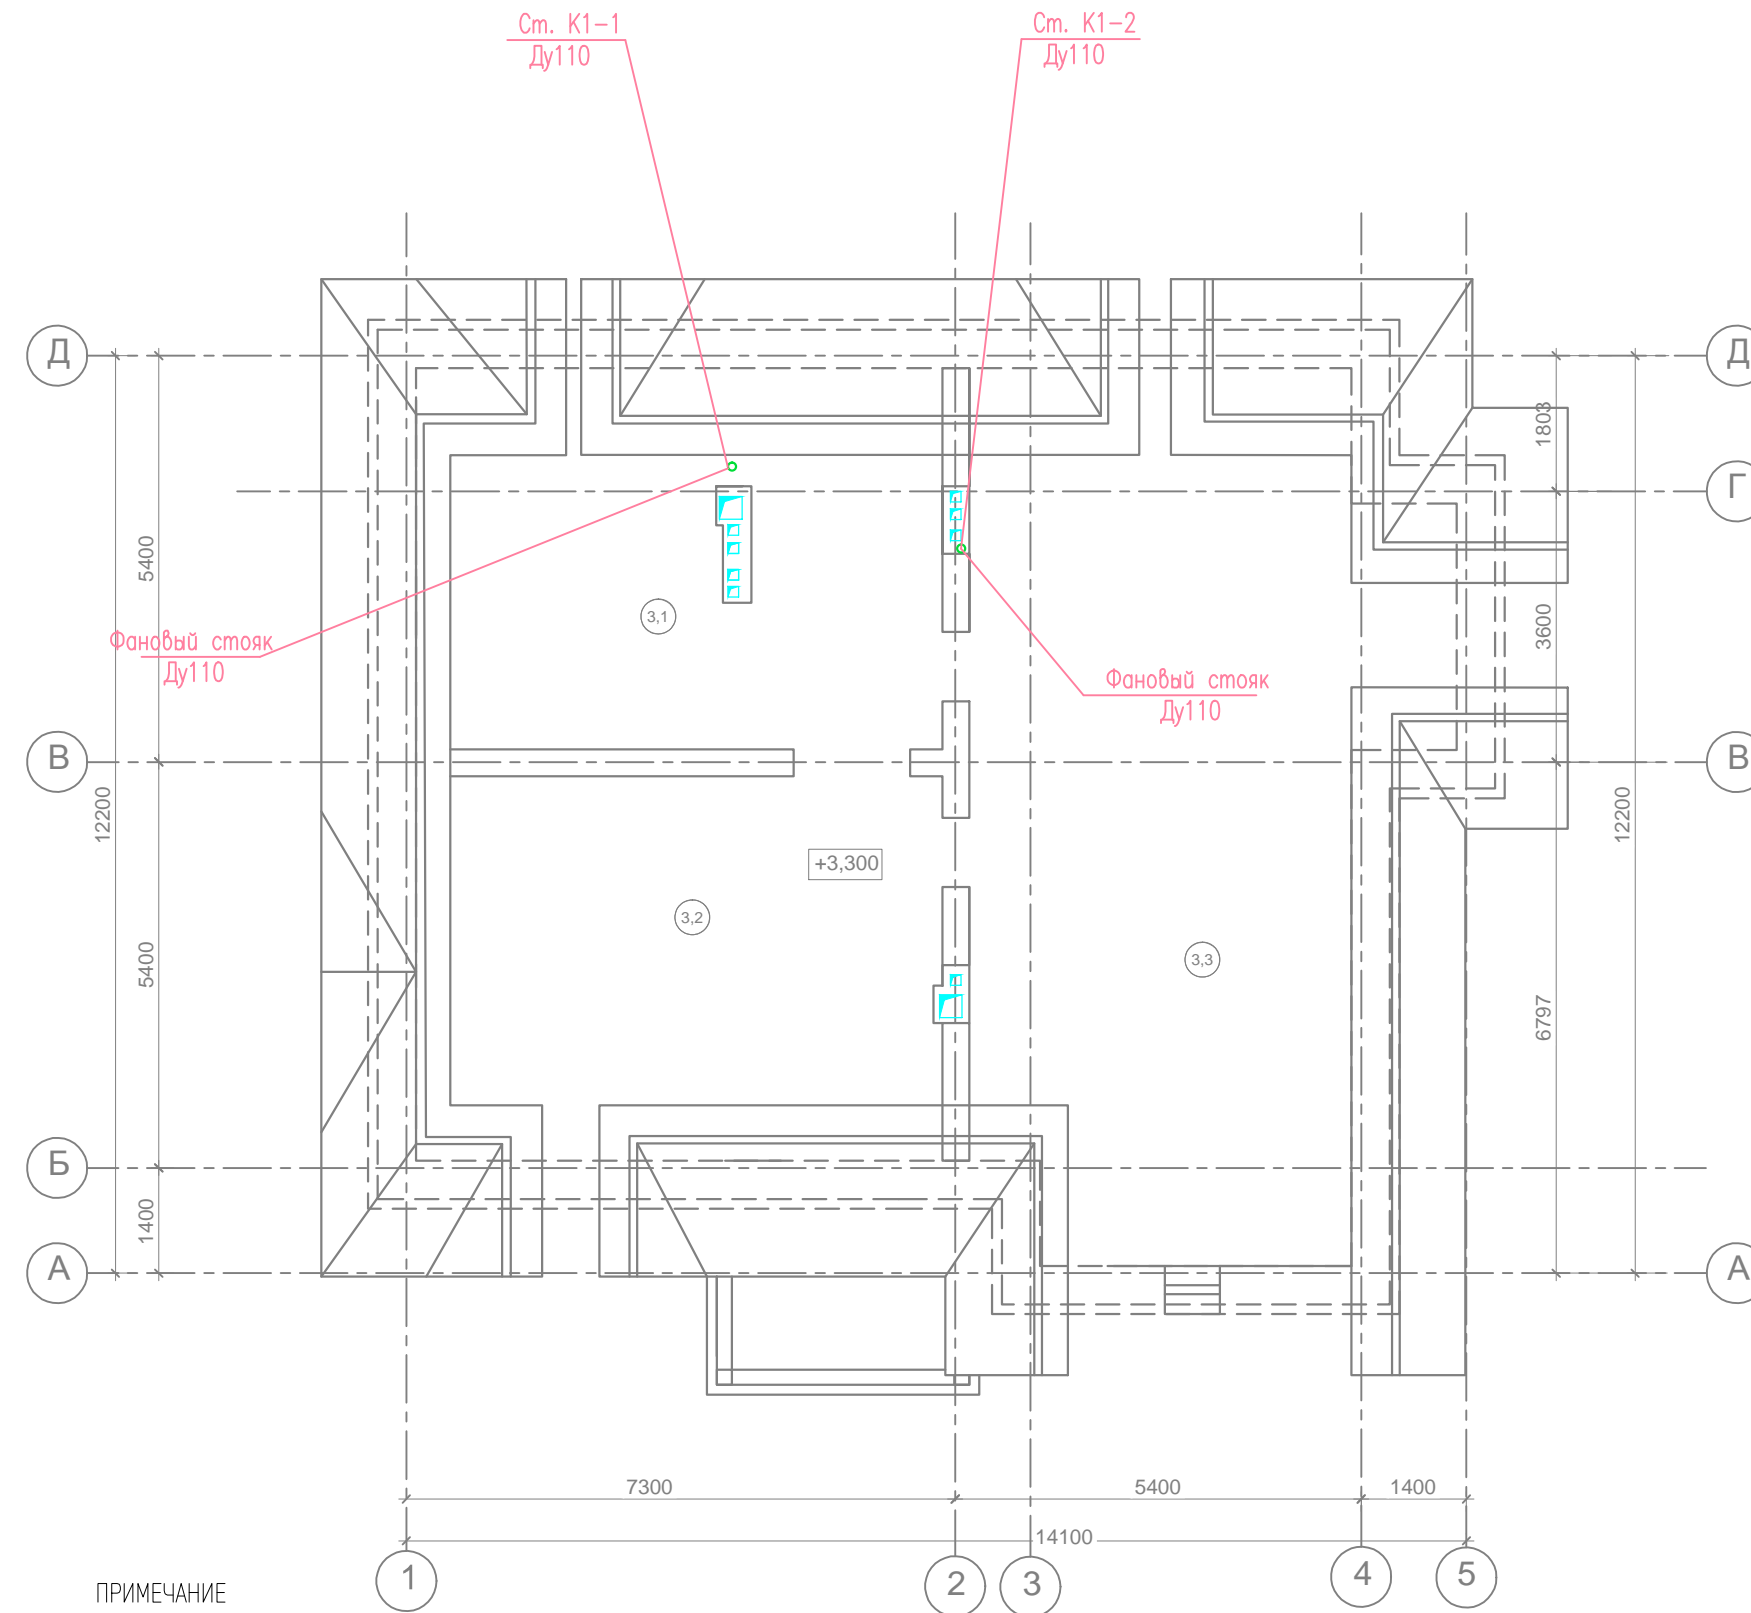 Ст. К1-1
Ду110
Ст. К1-2
Ду110
Д
Д
1803
Г
5400
3,1
3600
Фановый стояк
Ду110
Фановый стояк
Ду110
В
В
12200
12200
+3,300
3,2
5400
3,3
6797
Б
1400
А
А
7300
5400
1400
14100
1
2
3
4
5
ПРИМЕЧАНИЕ